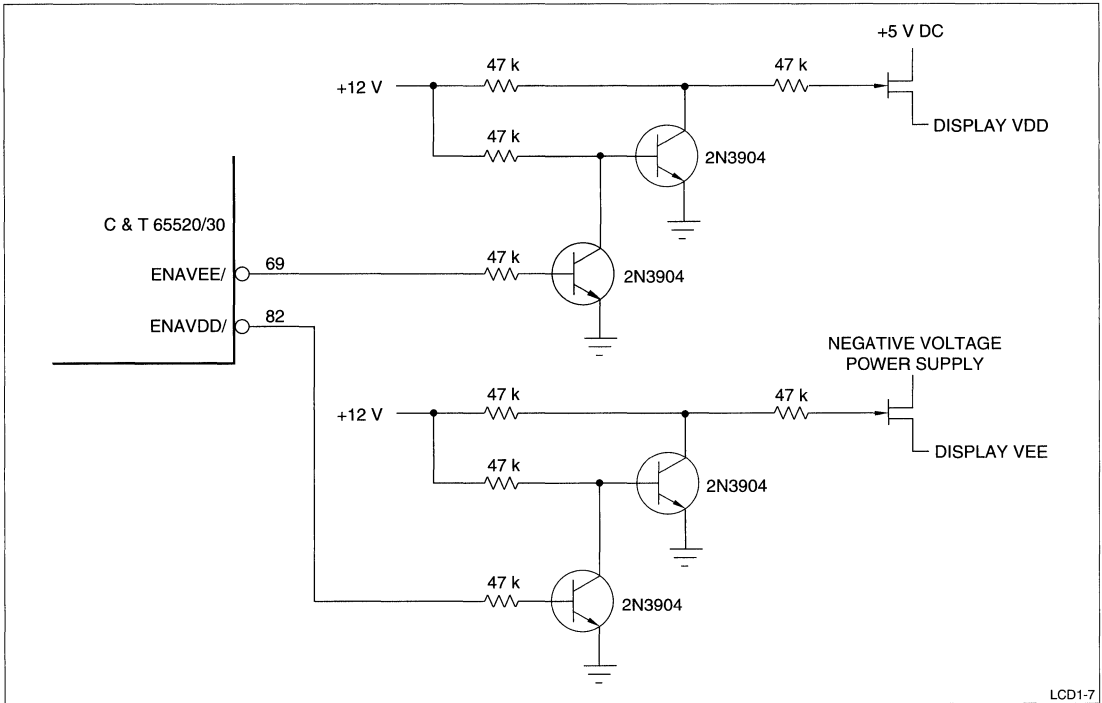 +5 V DC
47 k
47 k
+12 V
DISPLAY VDD
47 k
2N3904
C & T 65520/30
ENAVEE/
69
47 k
2N3904
ENAVDD/
82
NEGATIVE VOLTAGE
POWER SUPPLY
47 k
47 k
+12 V
DISPLAY VEE
47 k
2N3904
47 k
2N3904
LCD1-7